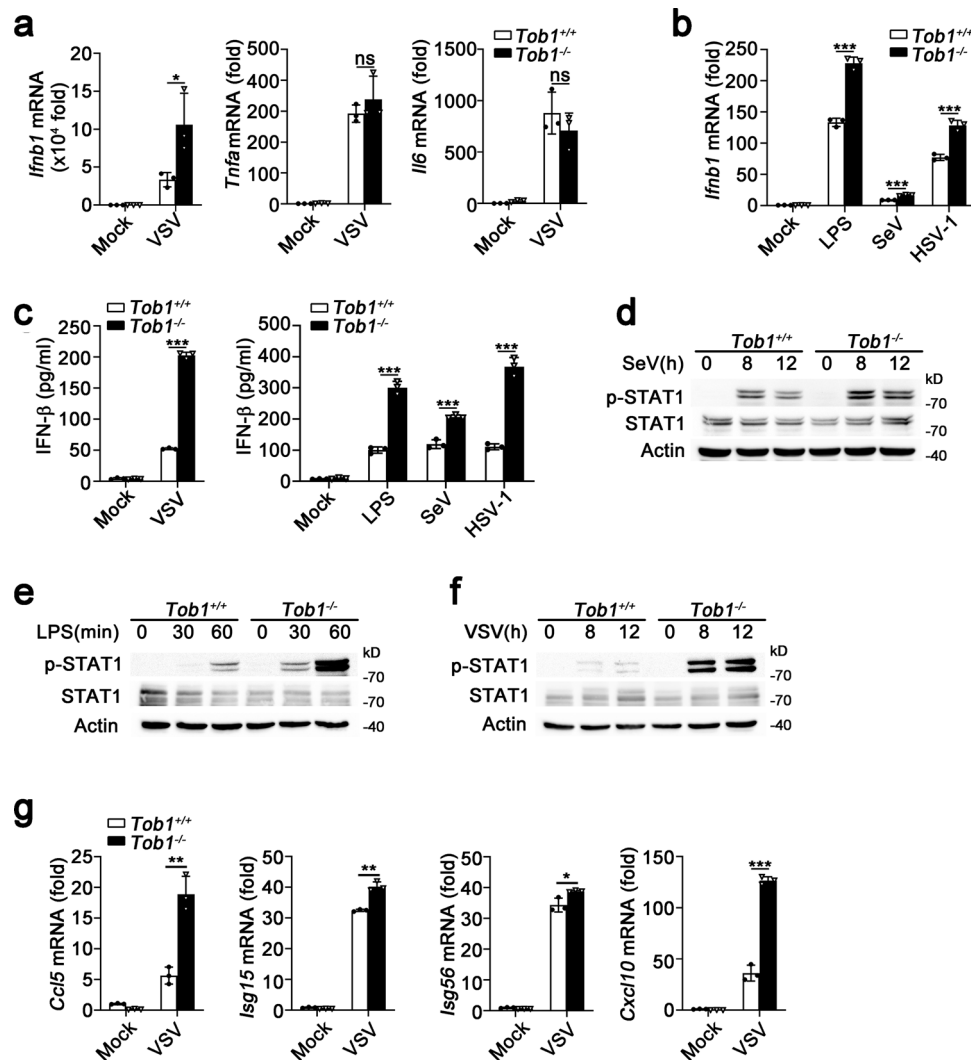 a
Ifnb1 mRNA
(x10⁴ fold)
20
15
10
5
0
*
Mock
VSV
Tnfa mRNA (fold)
500
400
300
200
100
0
ns
Mock
VSV
Il6 mRNA (fold)
1500
1000
500
0
ns
Mock
VSV
Tob1+/+
Tob1-/-
b
Tob1+/+
Tob1-/-
Ifnb1 mRNA (fold)
250
200
150
100
50
0
***
***
***
Mock
LPS
SeV
HSV-1
c
Tob1+/+
Tob1-/-
IFN-β (pg/ml)
250
200
150
100
50
0
***
Mock
VSV
Tob1+/+
Tob1-/-
IFN-β (pg/ml)
500
400
300
200
100
0
***
***
***
Mock
LPS
SeV
HSV-1
d
Tob1+/+ Tob1-/-
SeV(h) 0 8 12 0 8 12
kD
p-STAT1
-70
STAT1
-70
Actin -40
e
Tob1+/+ Tob1-/-
LPS(min) 0 30 60 0 30 60
kD
p-STAT1
-70
STAT1 -70
Actin -40
f
Tob1+/+ Tob1-/-
VSV(h) 0 8 12 0 8 12
kD
p-STAT1
-70
STAT1 -70
Actin -40
g
Tob1+/+
Tob1-/-
Ccl5 mRNA (fold)
25
20
15
10
5
0
**
Mock
VSV
Isg15 mRNA (fold)
50
40
30
20
10
0
**
Mock
VSV
Isg56 mRNA (fold)
50
40
30
20
10
0
*
Mock
VSV
Cxcl10 mRNA (fold)
150
100
50
0
***
Mock
VSV